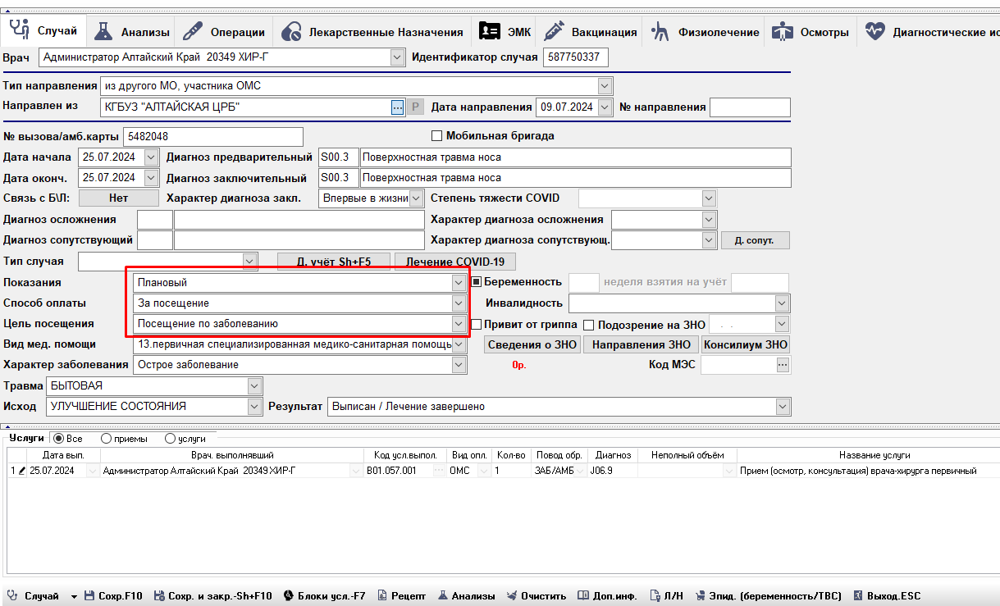 Случай Анализы Операции Лекарственные Назначения ЭМК Вакцинация Физиолечение Осмотры Диагностические ис
Врач Администратор Алтайский Край 20349 ХИР-Г Идентификатор случая 587750337
Тип направления из другого МО, участника ОМС
Направлен из КГБУЗ "АЛТАЙСКАЯ ЦРБ" ... Р Дата направления 09.07.2024 № направления
№ вызова/амб.карты 5482048 Мобильная бригада
Дата начала 25.07.2024 Диагноз предварительный S00.3 Поверхностная травма носа
Дата оконч. 25.07.2024 Диагноз заключительный S00.3 Поверхностная травма носа
Связь с Б\Л: Нет Характер диагноза закл. Впервые в жизни Степень тяжести COVID
Диагноз осложнения Характер диагноза осложнения
Диагноз сопутствующий Характер диагноза сопутствующ. Д. сопут.
Тип случая Д. учёт Sh+F5 Лечение COVID-19
Показания Плановый Беременность неделя взятия на учёт
Способ оплаты За посещение Инвалидность
Цель посещения Посещение по заболеванию Привит от гриппа Подозрение на ЗНО . .
Вид мед. помощи 13.первичная специализированная медико-санитарная помощь Сведения о ЗНО Направления ЗНО Консилиум ЗНО
Характер заболевания Острое заболевание 0р. Код МЭС ...
Травма БЫТОВАЯ
Исход УЛУЧШЕНИЕ СОСТОЯНИЯ Результат Выписан / Лечение завершено
Услуги Все приемы услуги
Дата вып. Врач. выполнявший Код усл.выпол. Вид опл. Кол-во Повод обр. Диагноз Неполный объём Название услуги
1 25.07.2024 Администратор Алтайский Край 20349 ХИР-Г B01.057.001 ... ОМС 1 ЗАБ/АМБ J06.9 Прием (осмотр, консультация) врача-хирурга первичный
Случай Сохр.F10 Сохр. и закр.-Sh+F10 Блоки усл.-F7 Рецепт Анализы Очистить Доп.инф. Л/Н Эпид. (беременность/ТВС) Выход.ESC